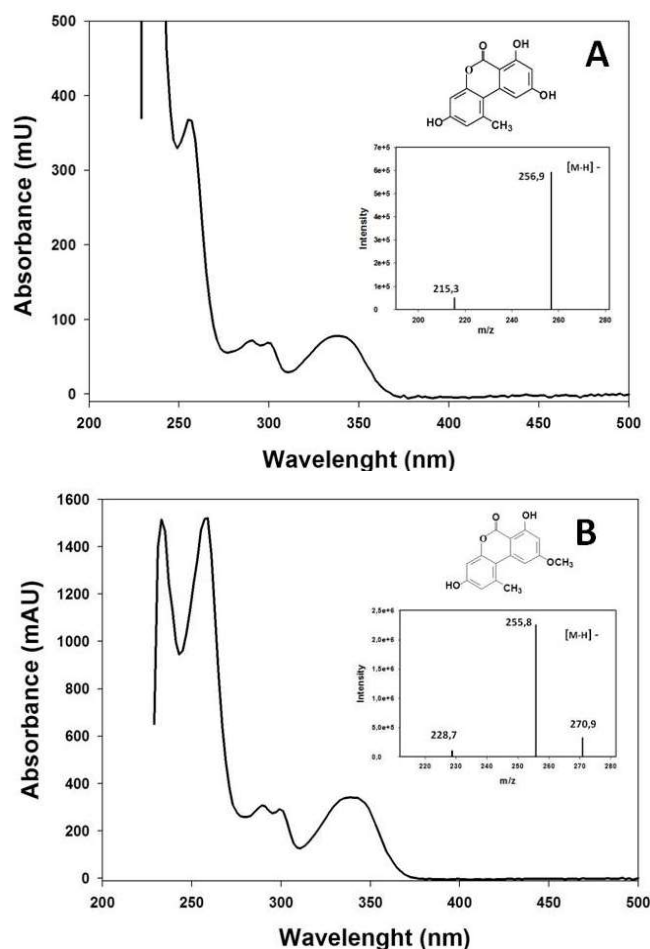 500
400
300
200
100
0
Absorbance (mU)
200 250 300 350 400 450 500
Wavelenght (nm)
A
O
OH
O
OH
HO
CH₃
7e+6
6e+5
5e+5
4e+5
3e+5
2e+5
1e+5
0
Intensity
256,9
[M-H] -
215,3
200 220 240 260 280
m/z
1600
1400
1200
1000
800
600
400
200
0
Absorbance (mAU)
200 250 300 350 400 450 500
Wavelenght (nm)
B
O
OH
O
OCH₃
HO
CH₃
2,5e+6
2,0e+6
1,5e+6
1,0e+6
5,0e+5
0,0
Intensity
255,8
[M-H] -
270,9
228,7
220 230 240 250 260 270 280
m/z